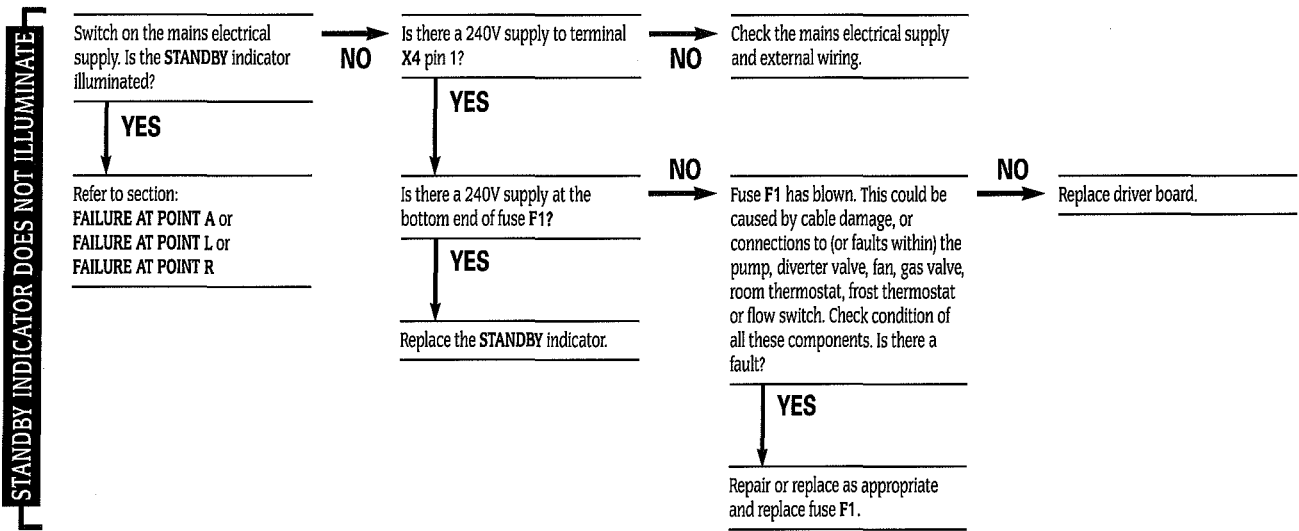 STANDBY INDICATOR DOES NOT ILLUMINATE
Switch on the mains electrical
supply. Is the STANDBY indicator
illuminated?
NO
Is there a 240V supply to terminal
X4 pin 1?
NO
Check the mains electrical supply
and external wiring.
YES
YES
Refer to section:
FAILURE AT POINT A or
FAILURE AT POINT L or
FAILURE AT POINT R
Is there a 240V supply at the
bottom end of fuse F1?
NO
Fuse F1 has blown. This could be
caused by cable damage, or
connections to (or faults within) the
pump, diverter valve, fan, gas valve,
room thermostat, frost thermostat
or flow switch. Check condition of
all these components. Is there a
fault?
NO
Replace driver board.
YES
Replace the STANDBY indicator.
YES
Repair or replace as appropriate
and replace fuse F1.